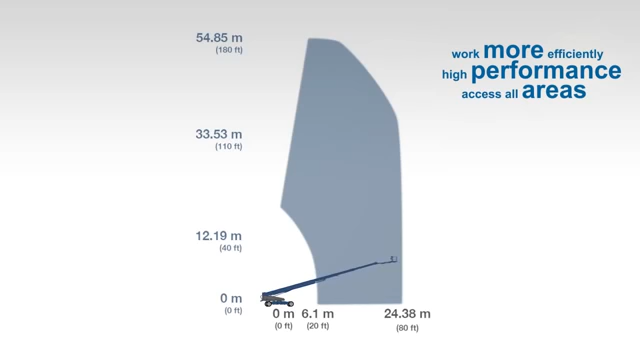 54.85 m
(180 ft)
work more efficiently
high performance
access all areas
33.53 m
(110 ft)
12.19 m
(40 ft)
0 m
(0 ft)
0 m 6.1 m 24.38 m
(0 ft) (20 ft) (80 ft)